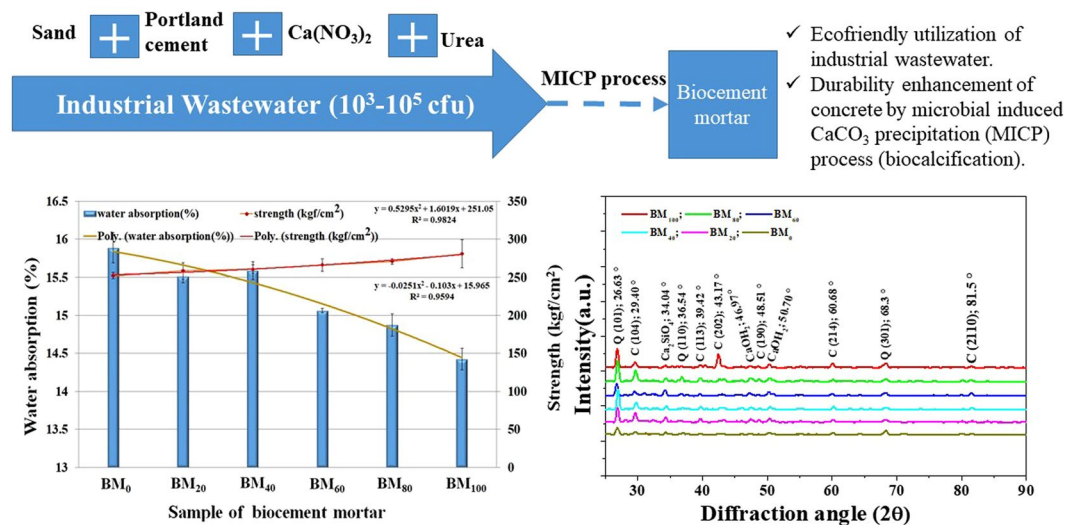 Sand
Portland
cement
Ca(NO₃)₂
Urea
Industrial Wastewater (10³-10⁵ cfu)
MICP process
Biocement
mortar
✓ Ecofriendly utilization of
industrial wastewater.
✓ Durability enhancement of
concrete by microbial induced
CaCO₃ precipitation (MICP)
process (biocalcification).
water absorption(%)
strength (kgf/cm²)
Poly. (water absorption(%))
Poly. (strength (kgf/cm²))
y = 0.5295x² + 1.6019x + 251.05
R² = 0.9824
y = -0.0251x² - 0.103x + 15.965
R² = 0.9594
Water absorption (%)
16.5
16
15.5
15
14.5
14
13.5
13
350
300
250
200
150
100
50
0
Strength (kgf/cm²)
BM₀ BM₂₀ BM₄₀ BM₆₀ BM₈₀ BM₁₀₀
Sample of biocement mortar
BM₁₀₀; BM₈₀; BM₆₀
BM₄₀; BM₂₀; BM₀
Q (101); 26.63 °
C (104); 29.40 °
Ca₂SiO₄; 34.04 °
Q (110); 36.54 °
C (113); 39.42 °
C (202); 43.17 °
CaOH₂; 46.97 °
C (190); 48.51 °
CaOH₂; 50.70 °
C (214); 60.68 °
Q (301); 68.3 °
C (2110); 81.5 °
Intensity(a.u.)
30 40 50 60 70 80 90
Diffraction angle (2θ)